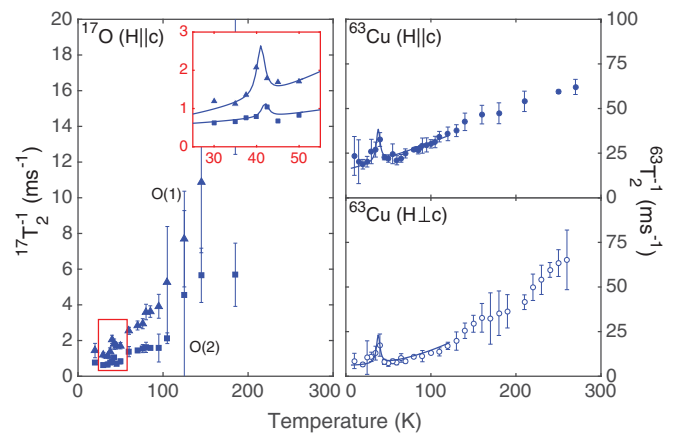 ¹⁷O (H||c)
⁶³Cu (H||c)
20
18
16
14
12
10
8
6
4
2
0
3
2
1
0
30 40 50
O(1)
O(2)
¹⁷T₂⁻¹ (ms⁻¹)
100
75
50
25
0
⁶³Cu (H⊥c)
75
50
25
0
⁶³T₂⁻¹ (ms⁻¹)
0 100 200 300
0 100 200 300
Temperature (K)